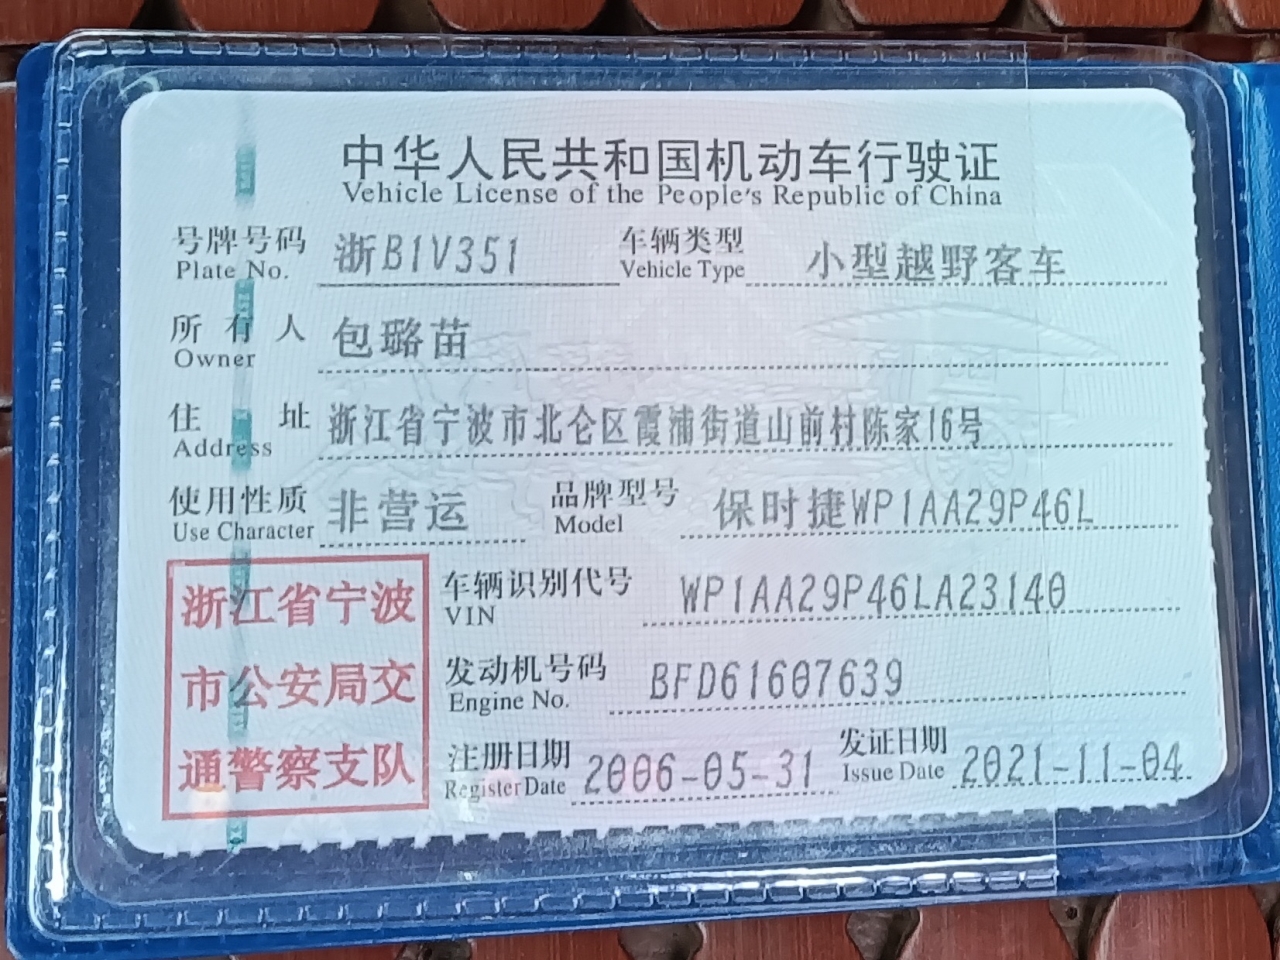 中华人民共和国机动车行驶证
Vehicle License of the People's Republic of China
号牌号码 浙B1V351 车辆类型 小型越野客车
Plate No. Vehicle Type
所有人 包璐苗
Owner
住址 浙江省宁波市北仑区霞浦街道山前村陈家16号
Address
使用性质 非营运 品牌型号 保时捷WP1AA29P46L
Use Character Model
浙江省宁波
市公安局交
通警察支队
车辆识别代号 WP1AA29P46LA23140
VIN
发动机号码 BFD61607639
Engine No.
注册日期 2006-05-31 发证日期 2021-11-04
Register Date Issue Date